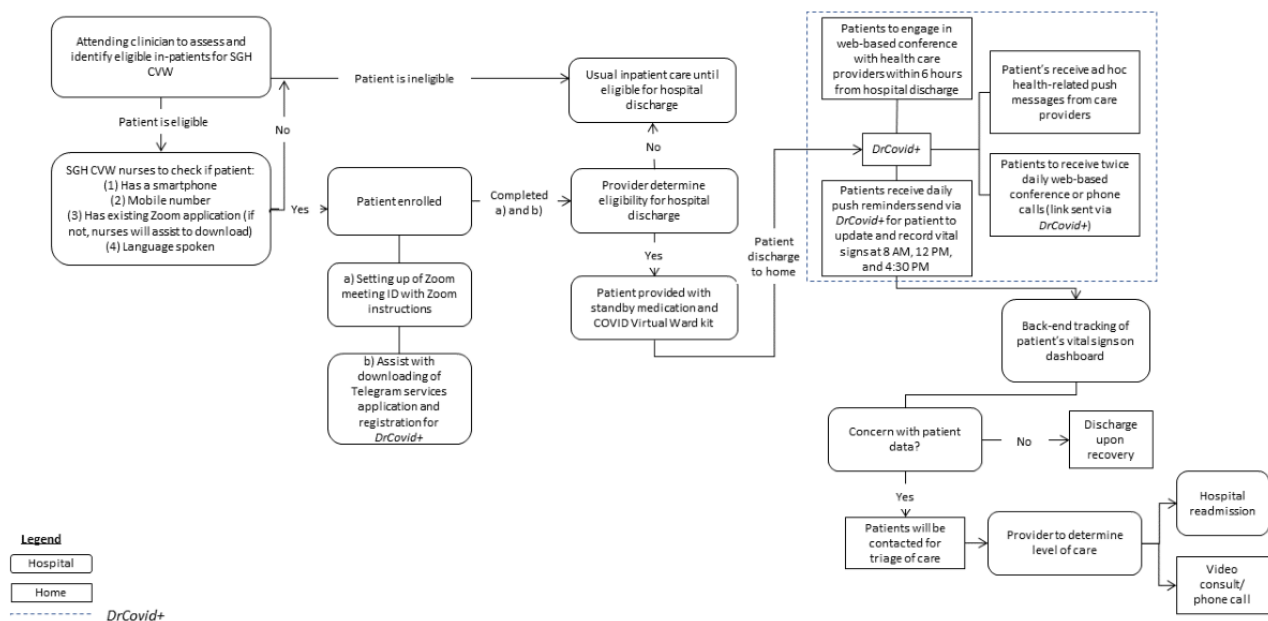 Attending clinician to assess and
identify eligible in-patients for SGH
CVW
Patient is ineligible
Patient is eligible
No
SGH CVW nurses to check if patient:
(1) Has a smartphone
(2) Mobile number
(3) Has existing Zoom application (if
not, nurses will assist to download)
(4) Language spoken
Yes
Patient enrolled
a) Setting up of Zoom
meeting ID with Zoom
instructions
b) Assist with
downloading of
Telegram services
application and
registration for
DrCovid+
Completed
a) and b)
Usual inpatient care until
eligible for hospital
discharge
No
Provider determine
eligibility for hospital
discharge
Yes
Patient provided with
standby medication and
COVID Virtual Ward kit
Patient
discharge
to home
Patients to engage in
web-based conference
with health care
providers within 6 hours
from hospital discharge
DrCovid+
Patients receive daily
push reminders send via
DrCovid+ for patient to
update and record vital
signs at 8 AM, 12 PM,
and 4:30 PM
Patient's receive ad hoc
health-related push
messages from care
providers
Patients to receive twice
daily web-based
conference or phone
calls (link sent via
DrCovid+)
Back-end tracking of
patient's vital signs on
dashboard
Concern with patient
data?
No
Discharge
upon
recovery
Yes
Patients will be
contacted for
triage of care
Provider to determine
level of care
Hospital
readmission
Video
consult/
phone call
Legend
Hospital
Home
DrCovid+